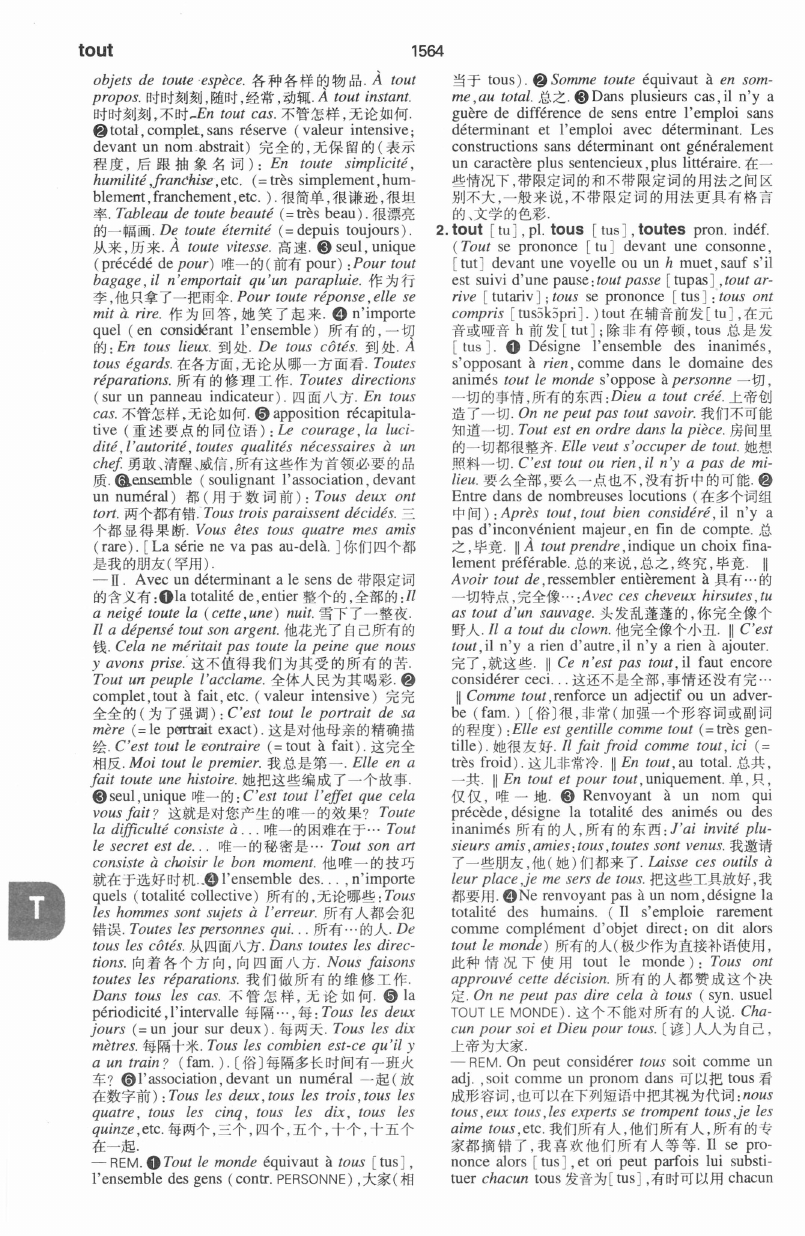 tout
1564
objets de toute espèce. 各种各样的物品. À tout
propos. 时时刻刻,随时,经常,动辄. À tout instant.
时时刻刻,不时. En tout cas. 不管怎样,无论如何.
❷ total, complet, sans réserve ( valeur intensive;
devant un nom abstrait) 完全的,无保留的(表示
程度, 后跟抽象名词): En toute simplicité,
humilité, franchise, etc. (= très simplement, hum-
blement, franchement, etc. ). 很简单,很谦逊,很坦
率. Tableau de toute beauté (= très beau). 很漂亮
的一幅画. De toute éternité (= depuis toujours).
从来,历来. À toute vitesse. 高速. ❸ seul, unique
(précédé de pour) 唯一的(前有 pour): Pour tout
bagage, il n'emportait qu'un parapluie. 作为行
李,他只拿了一把雨伞. Pour toute réponse, elle se
mit à rire. 作为回答,她笑了起来. ❹ n'importe
quel (en considérant l'ensemble) 所有的,一切
的: En tous lieux. 到处. De tous côtés. 到处. À
tous égards. 在各方面,无论从哪一方面看. Toutes
réparations. 所有的修理工作. Toutes directions
(sur un panneau indicateur). 四面八方. En tous
cas. 不管怎样,无论如何. ❺ apposition récapitula-
tive (重述要点的同位语): Le courage, la luci-
dité, l'autorité, toutes qualités nécessaires à un
chef. 勇敢、清醒、威信,所有这些作为首领必要的品
质. ❻ ensemble (soulignant l'association, devant
un numéral) 都(用于数词前): Tous deux ont
tort. 两个都有错. Tous trois paraissent décidés. 三
个都显得果断. Vous êtes tous quatre mes amis
(rare). [La série ne va pas au-delà. ]你们四个都
是我的朋友(罕用).
— II. Avec un déterminant a le sens de 带限定词
的含义有: ❶ la totalité de, entier 整个的,全部的: Il
a neigé toute la (cette, une) nuit. 雪下了一整夜.
Il a dépensé tout son argent. 他花光了自己所有的
钱. Cela ne méritait pas toute la peine que nous
y avons prise. 这不值得我们为其受的所有的苦.
Tout un peuple l'acclame. 全体人民为其喝彩. ❷
complet, tout à fait, etc. ( valeur intensive) 完完
全全的(为了强调): C'est tout le portrait de sa
mère (= le portrait exact). 这是对他母亲的精确描
绘. C'est tout le contraire (= tout à fait). 这完全
相反. Moi tout le premier. 我总是第一. Elle en a
fait toute une histoire. 她把这些编成了一个故事.
❸ seul, unique 唯一的: C'est tout l'effet que cela
vous fait? 这就是对您产生的唯一的效果? Toute
la difficulté consiste à... 唯一的困难在于… Tout
le secret est de... 唯一的秘密是… Tout son art
consiste à choisir le bon moment. 他唯一的技巧
就在于选好时机. ❹ l'ensemble des..., n'importe
quels (totalité collective) 所有的,无论哪些: Tous
les hommes sont sujets à l'erreur. 所有人都会犯
错误. Toutes les personnes qui... 所有…的人. De
tous les côtés. 从四面八方. Dans toutes les direc-
tions. 向着各个方向,向四面八方. Nous faisons
toutes les réparations. 我们做所有的维修工作.
Dans tous les cas. 不管怎样,无论如何. ❺ la
périodicité, l'intervalle 每隔…,每: Tous les deux
jours (= un jour sur deux). 每两天. Tous les dix
mètres. 每隔十米. Tous les combien est-ce qu'il y
a un train? (fam. ). [俗]每隔多长时间有一班火
车? ❻ l'association, devant un numéral 一起(放
在数字前): Tous les deux, tous les trois, tous les
quatre, tous les cinq, tous les dix, tous les
quinze, etc. 每两个,三个,四个,五个,十个,十五个
在一起.
— REM. ❶ Tout le monde équivaut à tous [tus],
l'ensemble des gens (contr. PERSONNE),大家(相
当于 tous). ❷ Somme toute équivaut à en som-
me, au total. 总之. ❸ Dans plusieurs cas, il n'y a
guère de différence de sens entre l'emploi sans
déterminant et l'emploi avec déterminant. Les
constructions sans déterminant ont généralement
un caractère plus sentencieux, plus littéraire. 在一
些情况下,带限定词的和不带限定词的用法之间区
别不大,一般来说,不带限定词的用法更具有格言
的、文学的色彩.
2. tout [tu], pl. tous [tus], toutes pron. indéf.
(Tout se prononce [tu] devant une consonne,
[tut] devant une voyelle ou un h muet, sauf s'il
est suivi d'une pause: tout passe [tupas], tout ar-
rive [tutariv]; tous se prononce [tus]: tous ont
compris [tusɔ̃kɔ̃pri]. )tout 在辅音前发[tu],在元
音或哑音 h 前发[tut];除非有停顿, tous 总是发
[tus]. ❶ Désigne l'ensemble des inanimés,
s'opposant à rien, comme dans le domaine des
animés tout le monde s'oppose à personne 一切,
一切的事情,所有的东西: Dieu a tout créé. 上帝创
造了一切. On ne peut pas tout savoir. 我们不可能
知道一切. Tout est en ordre dans la pièce. 房间里
的一切都很整齐. Elle veut s'occuper de tout. 她想
照料一切. C'est tout ou rien, il n'y a pas de mi-
lieu. 要么全部,要么一点也不,没有折中的可能. ❷
Entre dans de nombreuses locutions (在多个词组
中间): Après tout, tout bien considéré, il n'y a
pas d'inconvénient majeur, en fin de compte. 总
之,毕竟. ‖ À tout prendre, indique un choix fina-
lement préférable. 总的来说,总之,终究,毕竟. ‖
Avoir tout de, ressembler entièrement à 具有…的
一切特点,完全像…: Avec ces cheveux hirsutes, tu
as tout d'un sauvage. 头发乱蓬蓬的,你完全像个
野人. Il a tout du clown. 他完全像个小丑. ‖ C'est
tout, il n'y a rien d'autre, il n'y a rien à ajouter.
完了,就这些. ‖ Ce n'est pas tout, il faut encore
considérer ceci... 这还不是全部,事情还没有完…
‖ Comme tout, renforce un adjectif ou un adver-
be (fam. ) [俗]很,非常(加强一个形容词或副词
的程度): Elle est gentille comme tout (= très gen-
tille). 她很友好. Il fait froid comme tout, ici (=
très froid). 这儿非常冷. ‖ En tout, au total. 总共,
一共. ‖ En tout et pour tout, uniquement. 单,只,
仅仅,唯一地. ❸ Renvoyant à un nom qui
précède, désigne la totalité des animés ou des
inanimés 所有的人,所有的东西: J'ai invité plu-
sieurs amis, amies: tous, toutes sont venus. 我邀请
了一些朋友,他(她)们都来了. Laisse ces outils à
leur place, je me sers de tous. 把这些工具放好,我
都要用. ❹ Ne renvoyant pas à un nom, désigne la
totalité des humains. ( Il s'emploie rarement
comme complément d'objet direct; on dit alors
tout le monde) 所有的人(极少作为直接补语使用,
此种情况下使用 tout le monde): Tous ont
approuvé cette décision. 所有的人都赞成这个决
定. On ne peut pas dire cela à tous (syn. usuel
TOUT LE MONDE). 这个不能对所有的人说. Cha-
cun pour soi et Dieu pour tous. [谚]人人为自己,
上帝为大家.
— REM. On peut considérer tous soit comme un
adj. , soit comme un pronom dans 可以把 tous 看
成形容词,也可以在下列短语中把其视为代词: nous
tous, eux tous, les experts se trompent tous, je les
aime tous, etc. 我们所有人,他们所有人,所有的专
家都搞错了,我喜欢他们所有人等等. Il se pro-
nonce alors [tus], et on peut parfois lui substi-
tuer chacun tous 发音为[tus],有时可以用 chacun
T